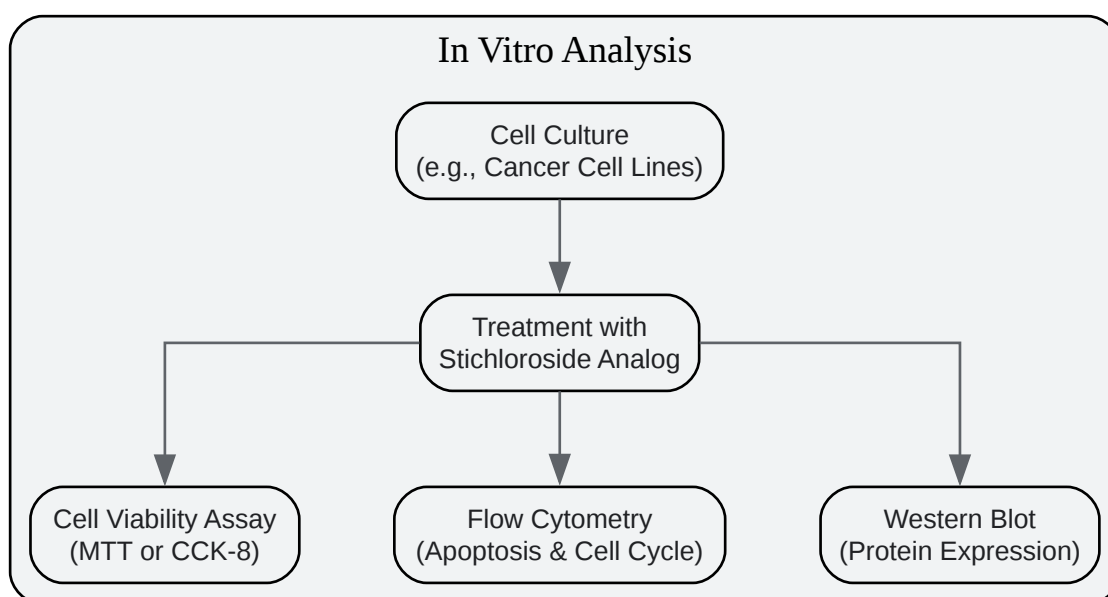 In Vitro Analysis
Cell Culture
(e.g., Cancer Cell Lines)
Treatment with
Stichloroside Analog
Cell Viability Assay
(MTT or CCK-8)
Flow Cytometry
(Apoptosis & Cell Cycle)
Western Blot
(Protein Expression)